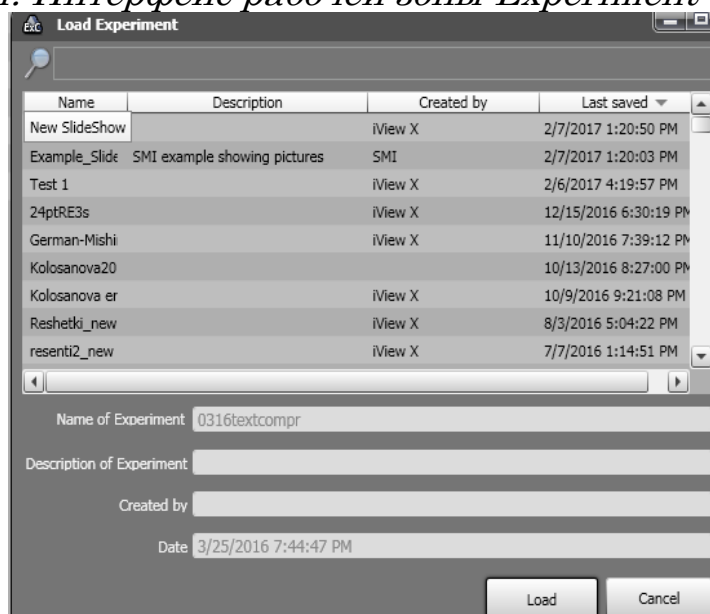 Интерфейс рабочей зоны Experiment
EXC Load Experiment
Name Description Created by Last saved
New SlideShow iView X 2/7/2017 1:20:50 PM
Example_Slide SMI example showing pictures SMI 2/7/2017 1:20:03 PM
Test 1 iView X 2/6/2017 4:19:57 PM
24ptRE3s iView X 12/15/2016 6:30:19 PM
German-Mishi iView X 11/10/2016 7:39:12 PM
Kolosanova20 10/13/2016 8:27:00 PM
Kolosanova er iView X 10/9/2016 9:21:08 PM
Reshetki_new iView X 8/3/2016 5:04:22 PM
resenti2_new iView X 7/7/2016 1:14:51 PM
Name of Experiment 0316textcompr
Description of Experiment
Created by
Date 3/25/2016 7:44:47 PM
Load Cancel